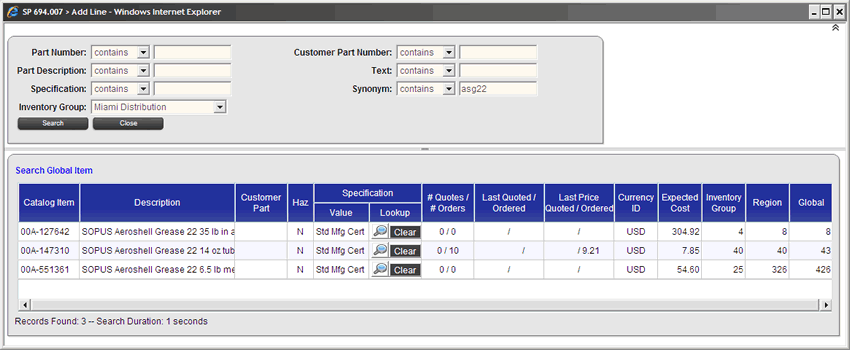 SP 694.007 > Add Line - Windows Internet Explorer
Part Number: contains Customer Part Number: contains
Part Description: contains Text: contains
Specification: contains Synonym: contains asg22
Inventory Group: Miami Distribution
Search Close
Search Global Item
Catalog Item Description Customer Part Haz Specification Value Lookup # Quotes / # Orders Last Quoted / Ordered Last Price Quoted / Ordered Currency ID Expected Cost Inventory Group Region Global
00A-127642 SOPUS Aeroshell Grease 22 35 lb in a N Std Mfg Cert Clear 0 / 0 / / USD 304.92 4 8 8
00A-147310 SOPUS Aeroshell Grease 22 14 oz tub N Std Mfg Cert Clear 0 / 10 / / 9.21 USD 7.85 40 40 43
00A-551361 SOPUS Aeroshell Grease 22 6.5 lb me N Std Mfg Cert Clear 0 / 0 / / USD 54.60 25 326 426
Records Found: 3 -- Search Duration: 1 seconds